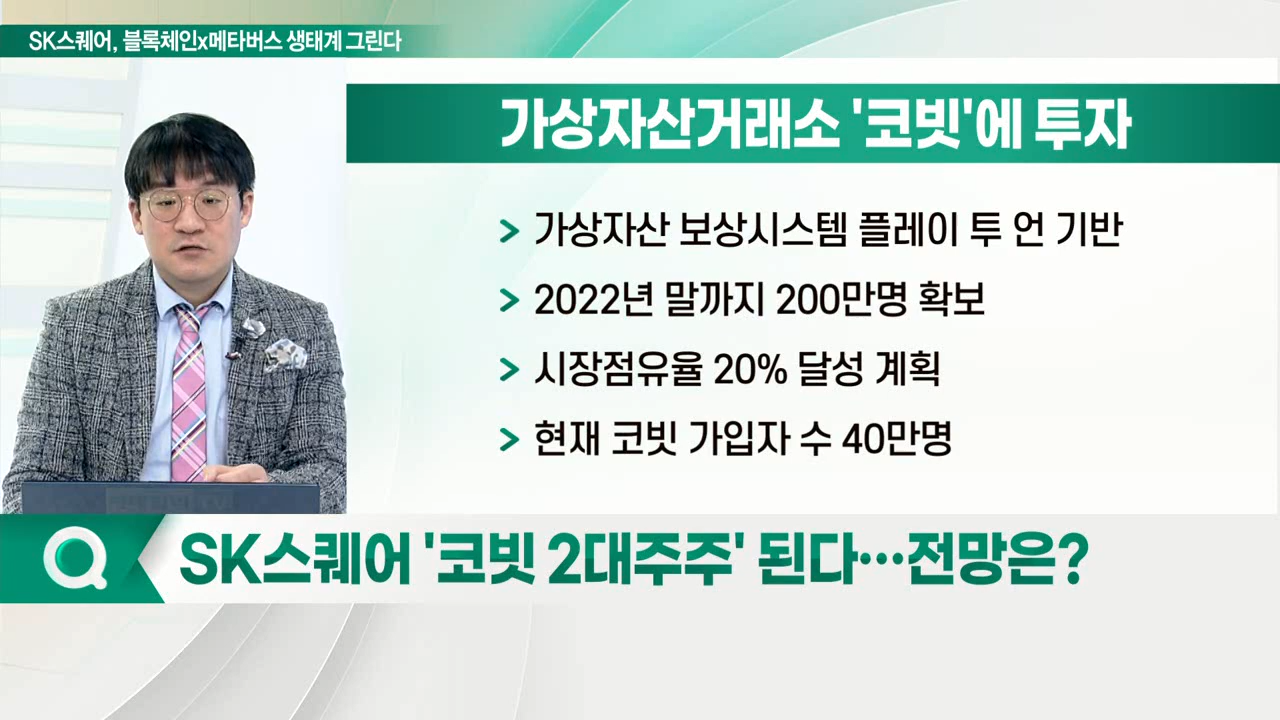 SK스퀘어, 블록체인x메타버스 생태계 그린다
가상자산거래소 '코빗'에 투자
> 가상자산 보상시스템 플레이 투 언 기반
> 2022년 말까지 200만명 확보
> 시장점유율 20% 달성 계획
> 현재 코빗 가입자 수 40만명
SK스퀘어 '코빗 2대주주' 된다…전망은?